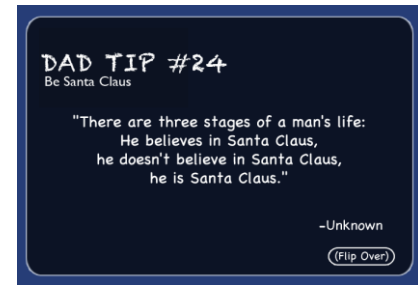 DAD TIP #24
Be Santa Claus
"There are three stages of a man's life:
He believes in Santa Claus,
he doesn't believe in Santa Claus,
he is Santa Claus."
-Unknown
(Flip Over)